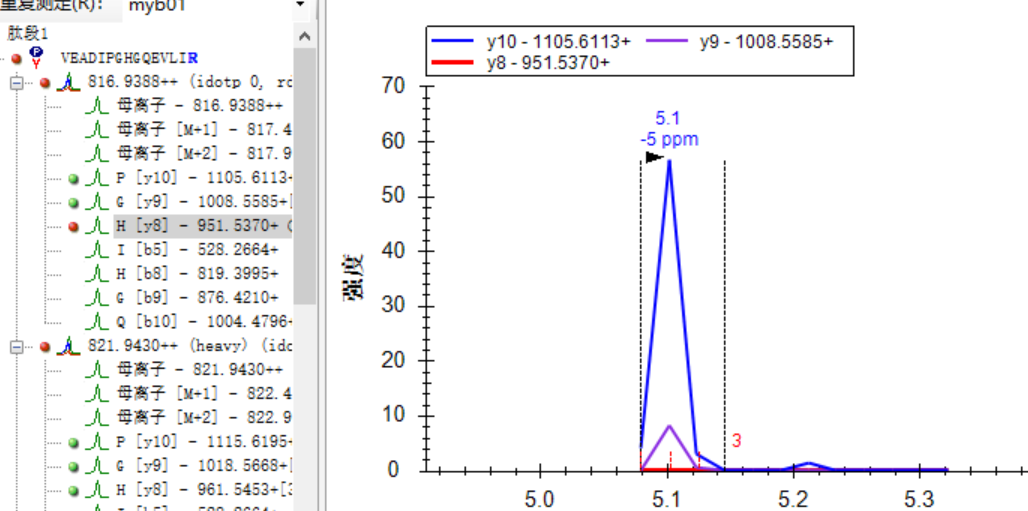 重复测定(R): myb01
肽段1
VEADIPGHGQEVLIR
816.9388++ (idotp 0, rd
母离子 - 816.9388++
母离子 [M+1] - 817.4
母离子 [M+2] - 817.9
P [y10] - 1105.6113+
G [y9] - 1008.5585+[
H [y8] - 951.5370+ (
I [b5] - 528.2664+
H [b8] - 819.3995+
G [b9] - 876.4210+
Q [b10] - 1004.4796+
821.9430++ (heavy) (idc
母离子 - 821.9430++
母离子 [M+1] - 822.4
母离子 [M+2] - 822.9
P [y10] - 1115.6195+
G [y9] - 1018.5668+[
H [y8] - 961.5453+[3
y10 - 1105.6113+ y9 - 1008.5585+
y8 - 951.5370+
70
60
50
40
30
20
10
0
强度
5.1
-5 ppm
3
5.0 5.1 5.2 5.3